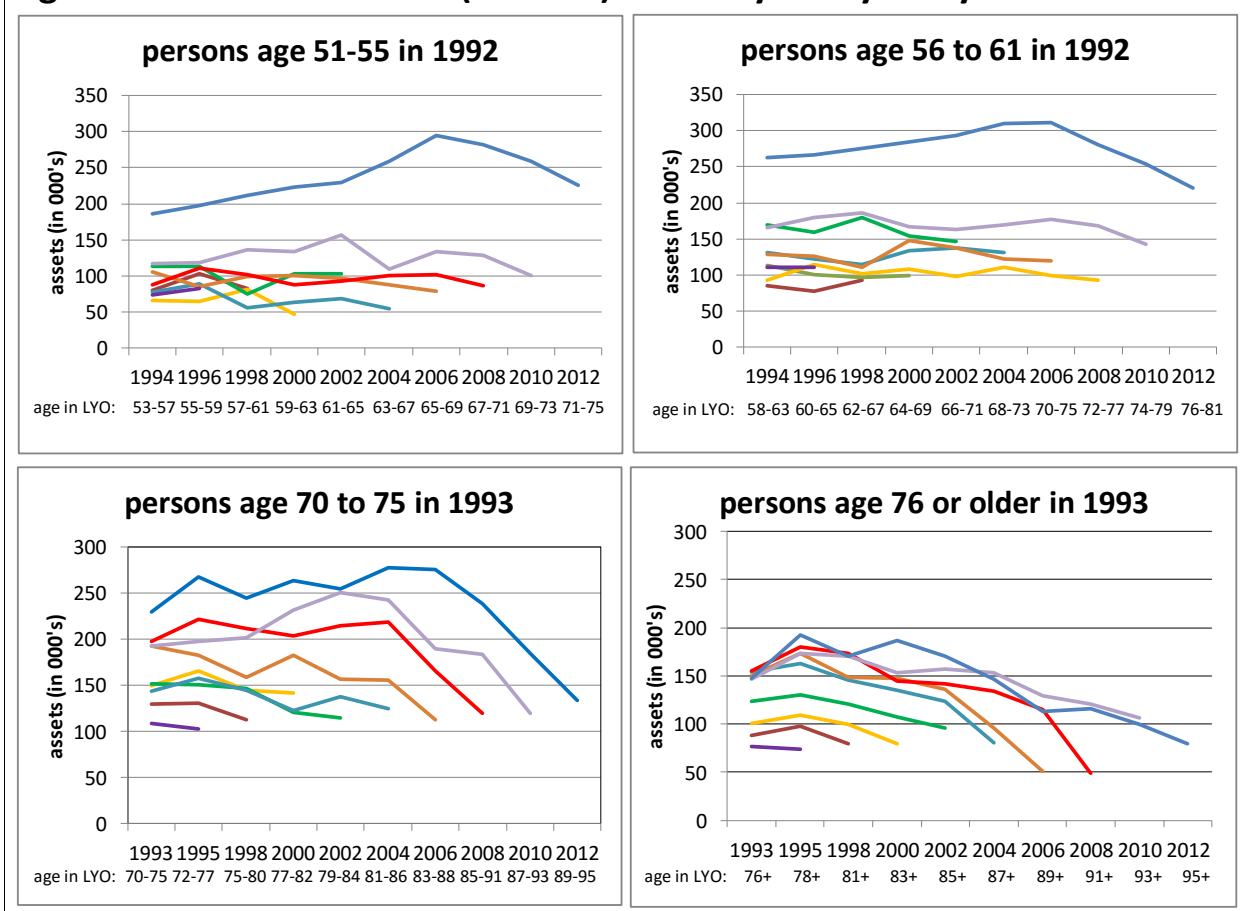 persons age 51-55 in 1992
assets (in 000's)
350
300
250
200
150
100
50
0
1994 1996 1998 2000 2002 2004 2006 2008 2010 2012
age in LYO: 53-57 55-59 57-61 59-63 61-65 63-67 65-69 67-71 69-73 71-75
persons age 56 to 61 in 1992
assets (in 000's)
350
300
250
200
150
100
50
0
1994 1996 1998 2000 2002 2004 2006 2008 2010 2012
age in LYO: 58-63 60-65 62-67 64-69 66-71 68-73 70-75 72-77 74-79 76-81
persons age 70 to 75 in 1993
assets (in 000's)
300
250
200
150
100
50
0
1993 1995 1998 2000 2002 2004 2006 2008 2010 2012
age in LYO: 70-75 72-77 75-80 77-82 79-84 81-86 83-88 85-91 87-93 89-95
persons age 76 or older in 1993
assets (in 000's)
300
250
200
150
100
50
0
1993 1995 1998 2000 2002 2004 2006 2008 2010 2012
age in LYO: 76+ 78+ 81+ 83+ 85+ 87+ 89+ 91+ 93+ 95+